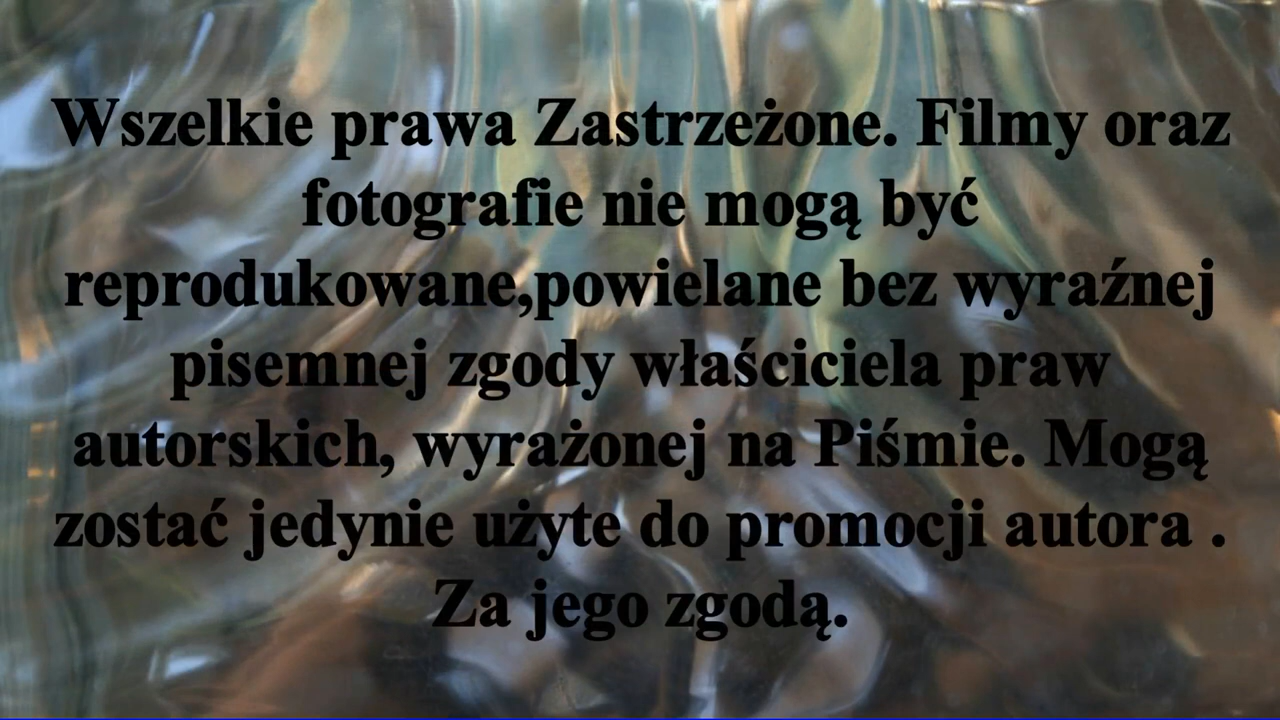 Wszelkie prawa Zastrzeżone. Filmy oraz
fotografie nie mogą być
reprodukowane,powielane bez wyraźnej
pisemnej zgody właściciela praw
autorskich, wyrażonej na Piśmie. Mogą
zostać jedynie użyte do promocji autora .
Za jego zgodą.